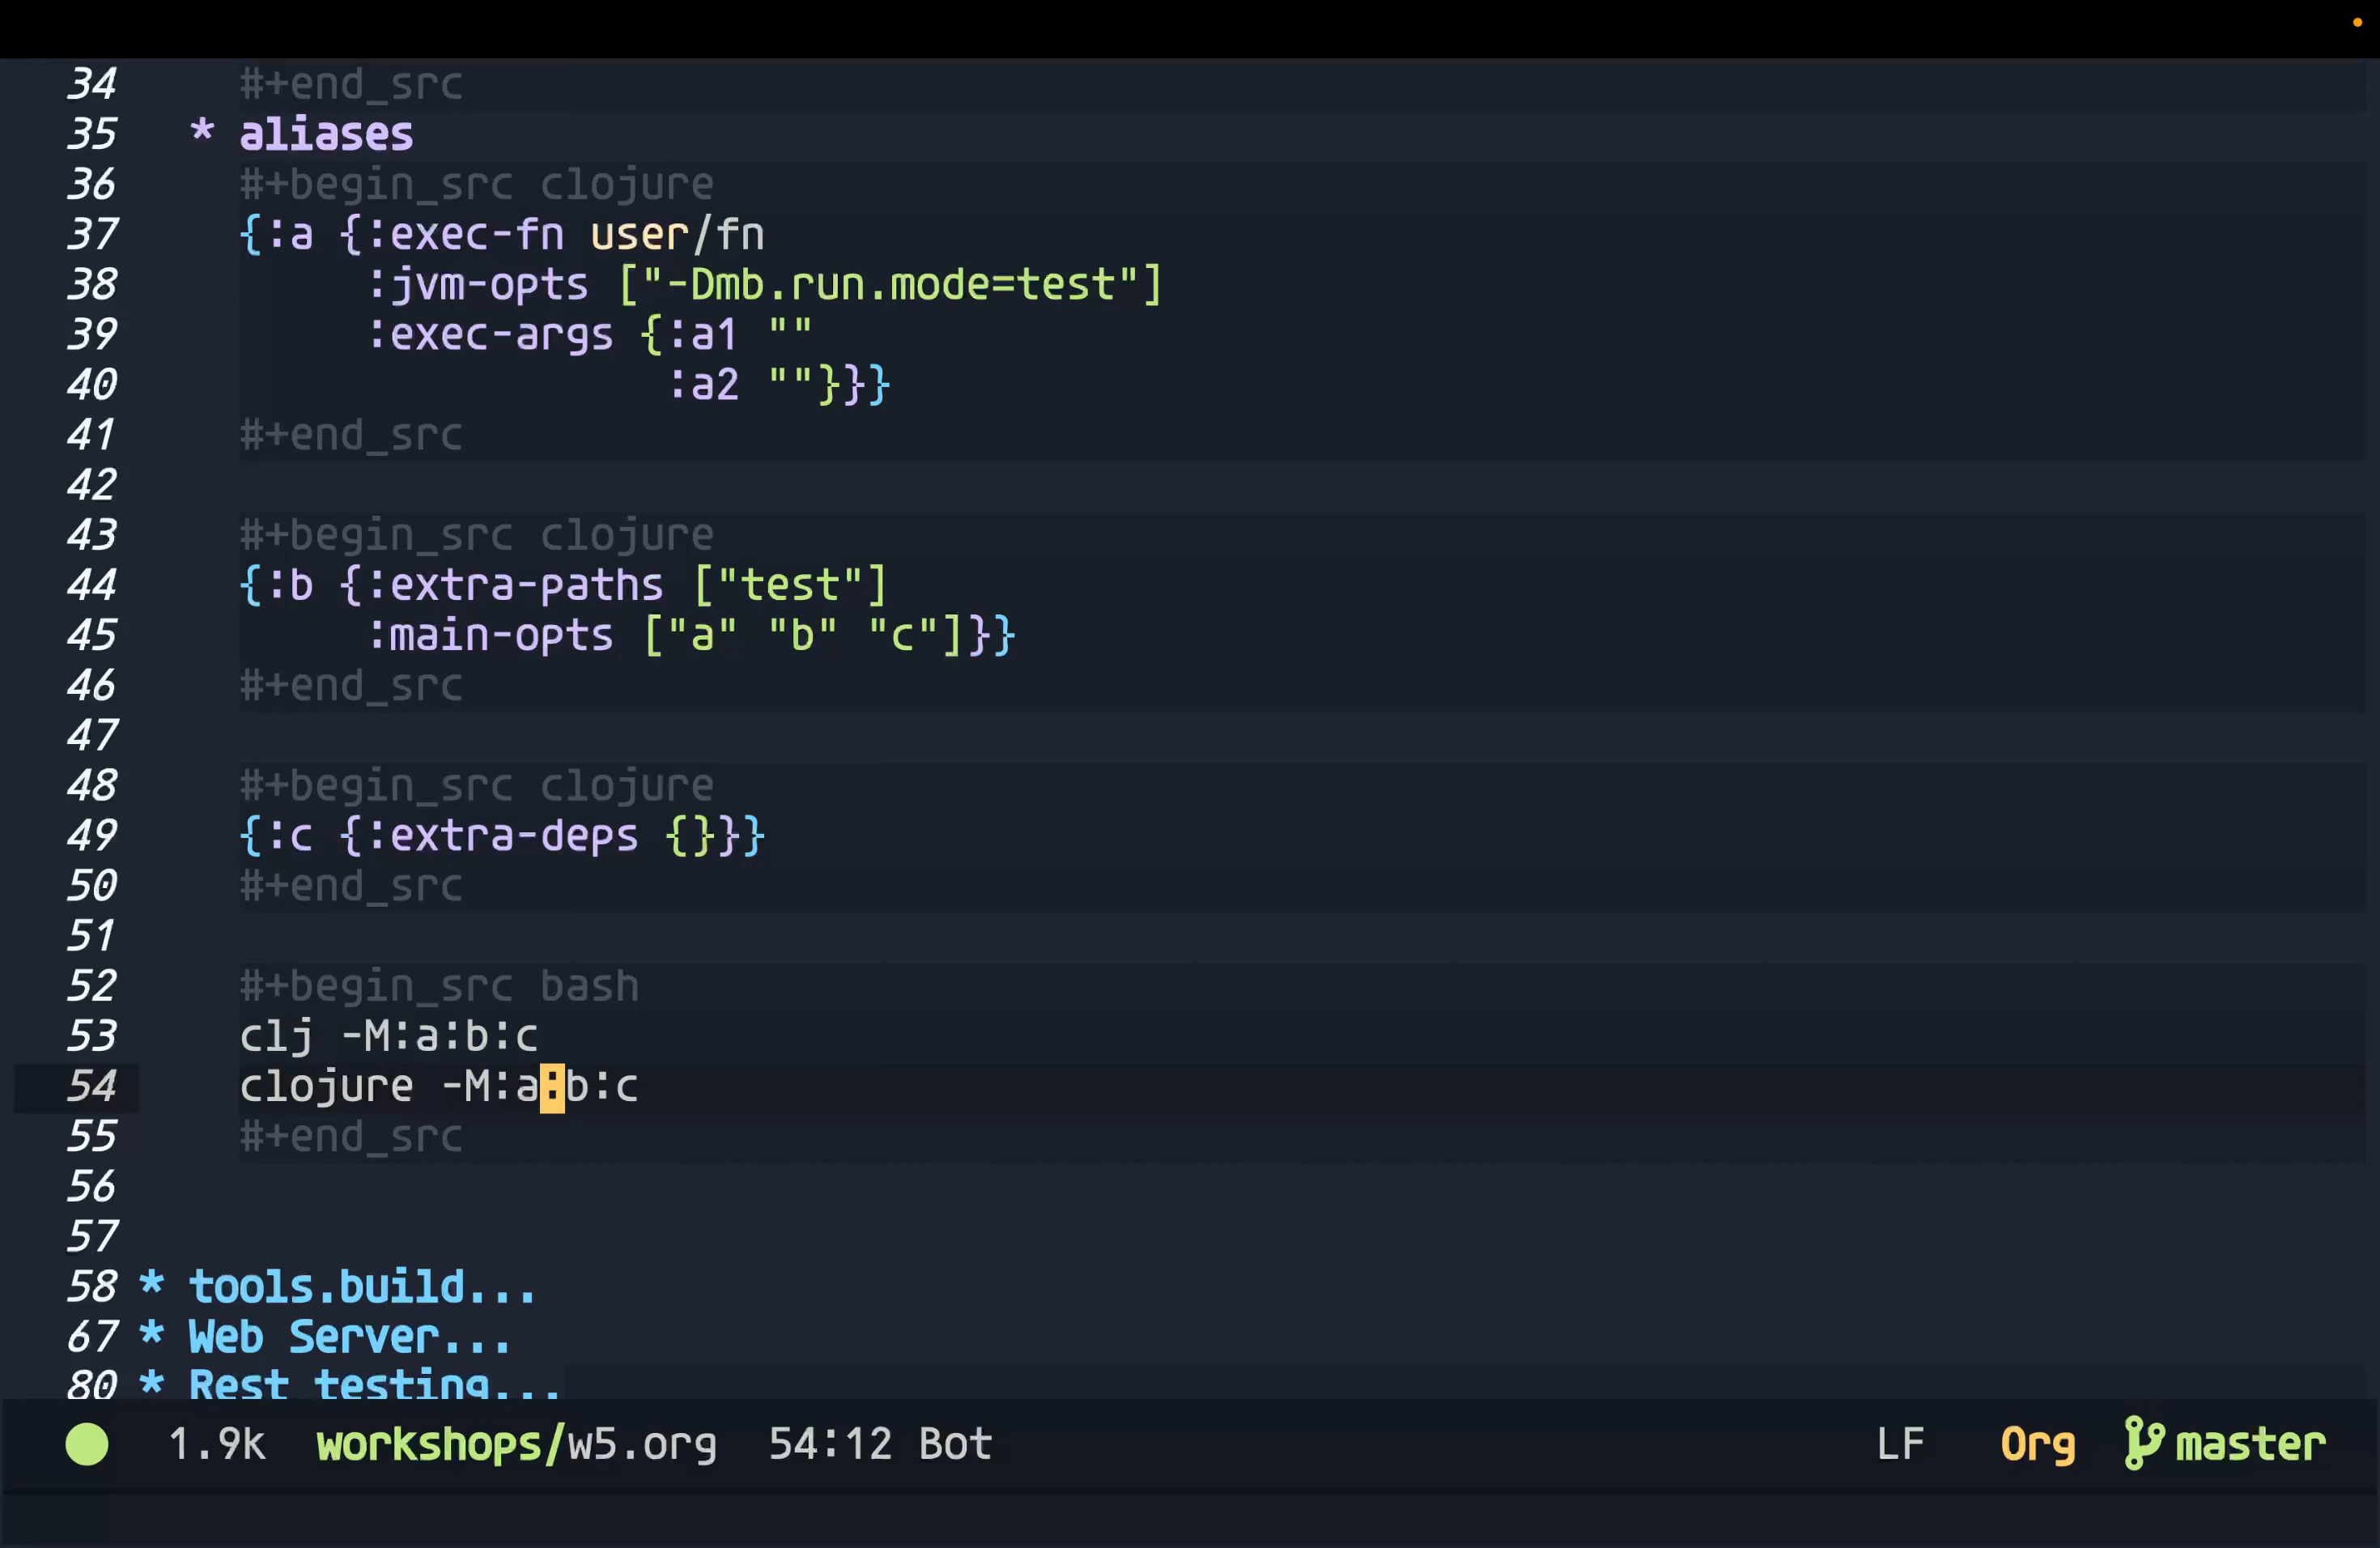 34 #+end_src
35 * aliases
36 #+begin_src clojure
37 {:a {:exec-fn user/fn
38 :jvm-opts ["-Dmb.run.mode=test"]
39 :exec-args {:a1 ""
40 :a2 ""}}}
41 #+end_src
42
43 #+begin_src clojure
44 {:b {:extra-paths ["test"]
45 :main-opts ["a" "b" "c"]}}
46 #+end_src
47
48 #+begin_src clojure
49 {:c {:extra-deps {}}}
50 #+end_src
51
52 #+begin_src bash
53 clj -M:a:b:c
54 clojure -M:a:b:c
55 #+end_src
56
57
58 * tools.build...
67 * Web Server...
80 * Rest testing...
1.9k workshops/w5.org 54:12 Bot LF Org master